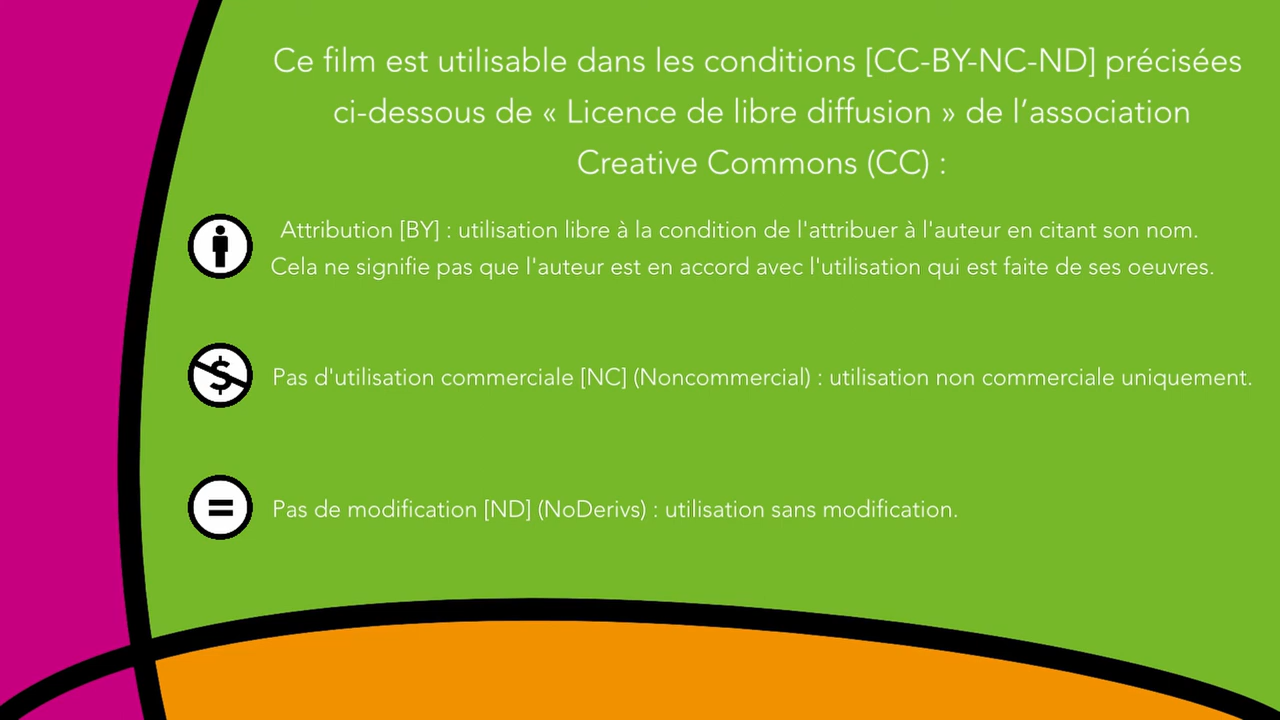 Ce film est utilisable dans les conditions [CC-BY-NC-ND] précisées
ci-dessous de « Licence de libre diffusion » de l’association
Creative Commons (CC) :
Attribution [BY] : utilisation libre à la condition de l'attribuer à l'auteur en citant son nom.
Cela ne signifie pas que l'auteur est en accord avec l'utilisation qui est faite de ses oeuvres.
Pas d'utilisation commerciale [NC] (Noncommercial) : utilisation non commerciale uniquement.
Pas de modification [ND] (NoDerivs) : utilisation sans modification.